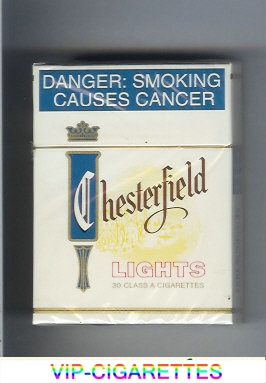 DANGER: SMOKING
CAUSES CANCER
Chesterfield
LIGHTS
30 CLASS A CIGARETTES
VIP-CIGARETTES